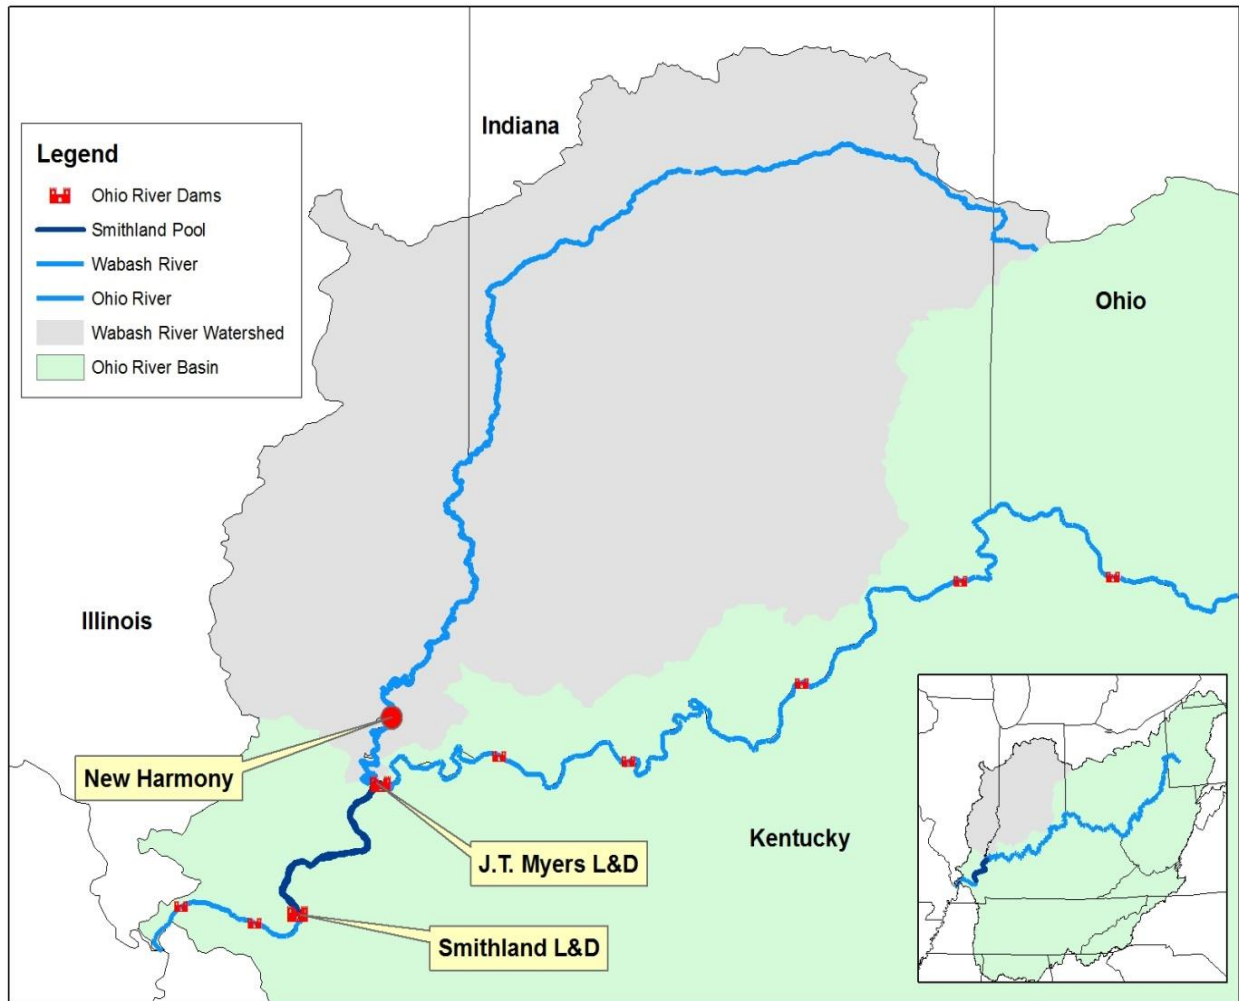 Indiana
Legend
Ohio River Dams
Smithland Pool
Wabash River
Ohio River
Wabash River Watershed
Ohio River Basin
Ohio
Illinois
New Harmony
Kentucky
J.T. Myers L&D
Smithland L&D